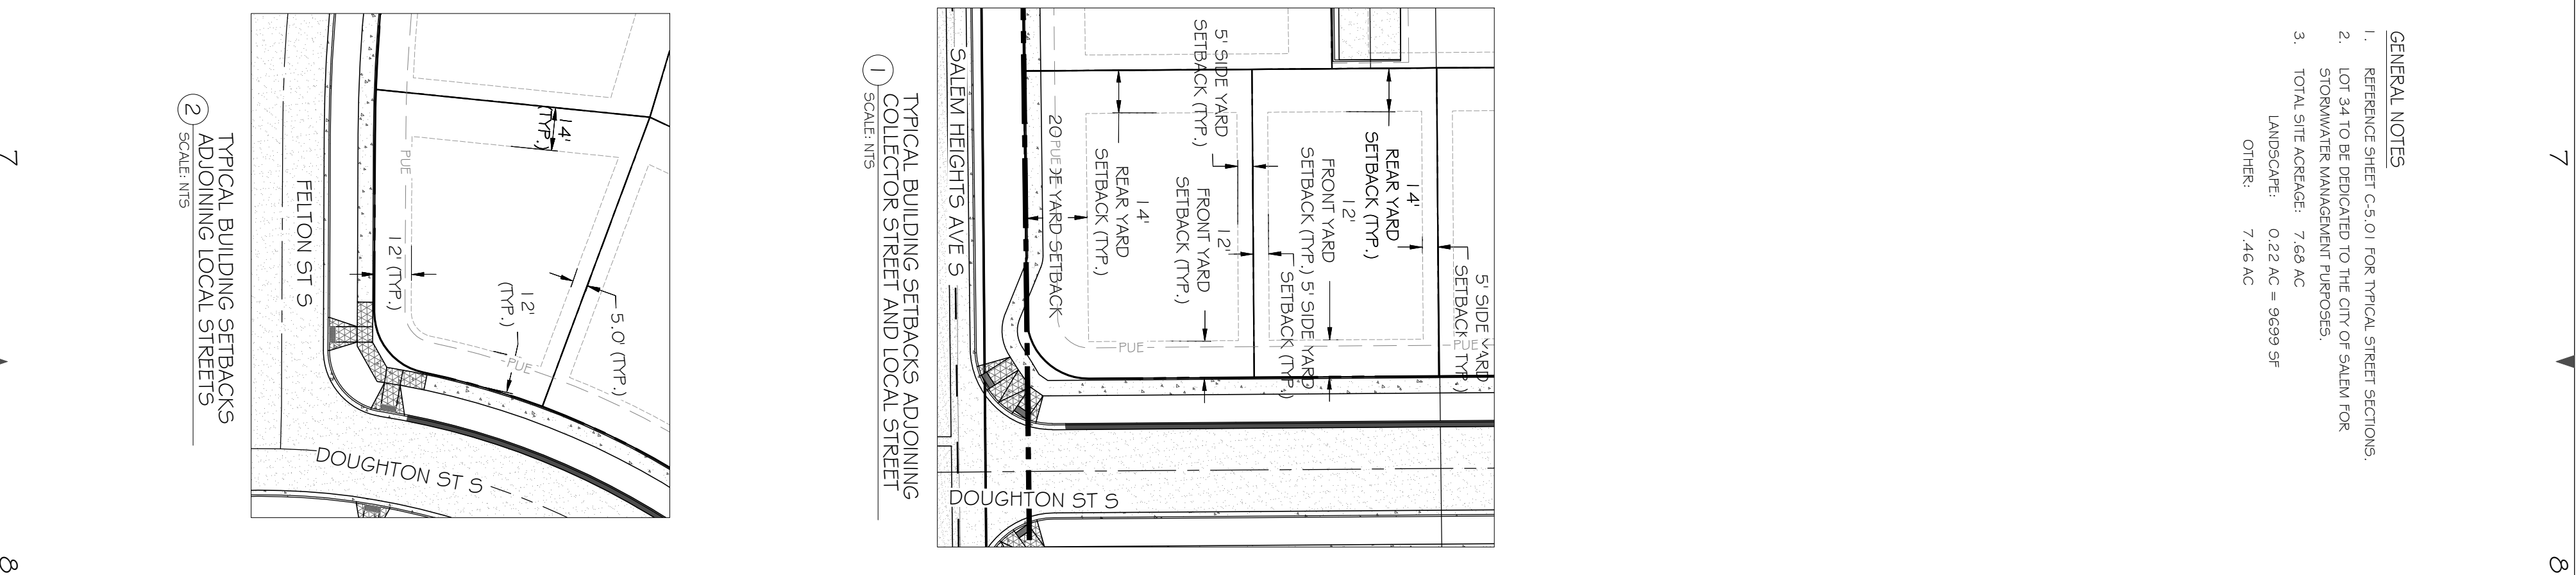 7
8
GENERAL NOTES
1. REFERENCE SHEET C-5.01 FOR TYPICAL STREET SECTIONS.
2. LOT 34 TO BE DEDICATED TO THE CITY OF SALEM FOR
STORMWATER MANAGEMENT PURPOSES.
3. TOTAL SITE ACREAGE: 7.68 AC
LANDSCAPE: 0.22 AC = 9699 SF
OTHER: 7.46 AC
5' SIDE YARD
SETBACK (TYP.)
14'
REAR YARD
SETBACK (TYP.)
12'
FRONT YARD
SETBACK (TYP.)
5' SIDE YARD
SETBACK (TYP.)
5' SIDE YARD
SETBACK (TYP.)
12'
FRONT YARD
SETBACK (TYP.)
14'
REAR YARD
SETBACK (TYP.)
PUE
PUE
20' SIDE YARD SETBACK
PUE
SALEM HEIGHTS AVE S
DOUGHTON ST S
1
TYPICAL BUILDING SETBACKS ADJOINING
COLLECTOR STREET AND LOCAL STREET
SCALE: NTS
14'
(TYP.)
5.0' (TYP.)
12'
(TYP.)
PUE
PUE
12' (TYP.)
FELTON ST S
DOUGHTON ST S
2
TYPICAL BUILDING SETBACKS
ADJOINING LOCAL STREETS
SCALE: NTS
7
8